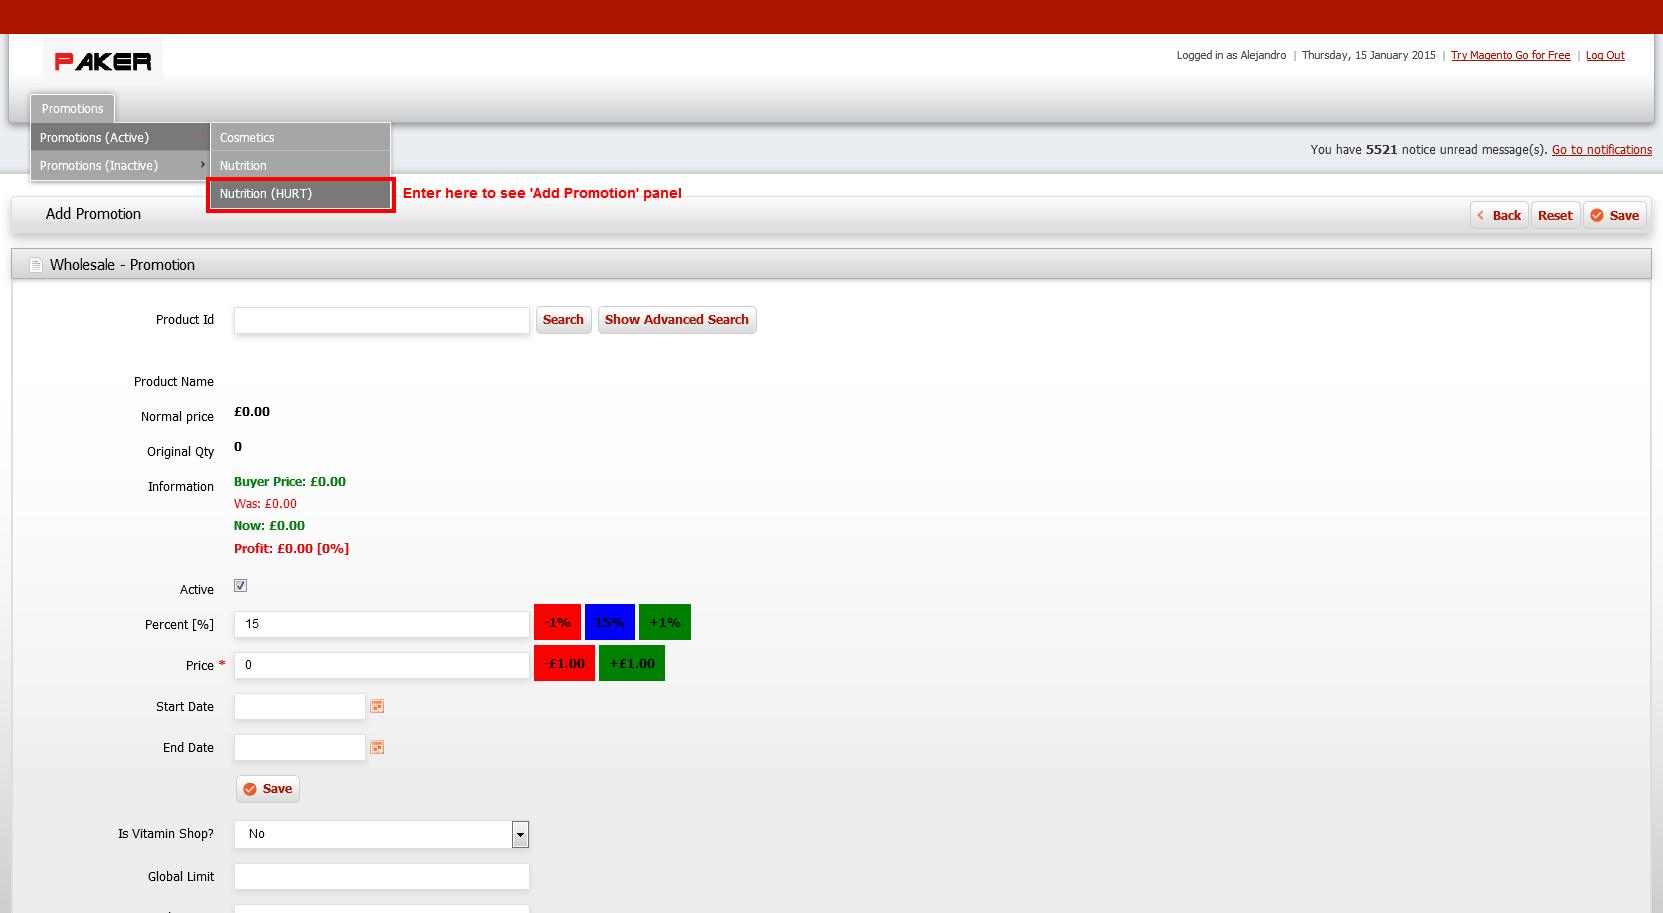 PAKER
Logged in as Alejandro | Thursday, 15 January 2015 | Try Magento Go for Free | Log Out
Promotions
Promotions (Active)
Cosmetics
You have 5521 notice unread message(s). Go to notifications
Promotions (Inactive)
Nutrition
Nutrition (HURT)
Enter here to see 'Add Promotion' panel
Add Promotion
Back Reset Save
Wholesale - Promotion
Product Id
Search Show Advanced Search
Product Name
Normal price £0.00
Original Qty 0
Information Buyer Price: £0.00
Was: £0.00
Now: £0.00
Profit: £0.00 [0%]
Active
Percent [%] 15 -1% 15% +1%
Price * 0 -£1.00 +£1.00
Start Date
End Date
Save
Is Vitamin Shop? No
Global Limit